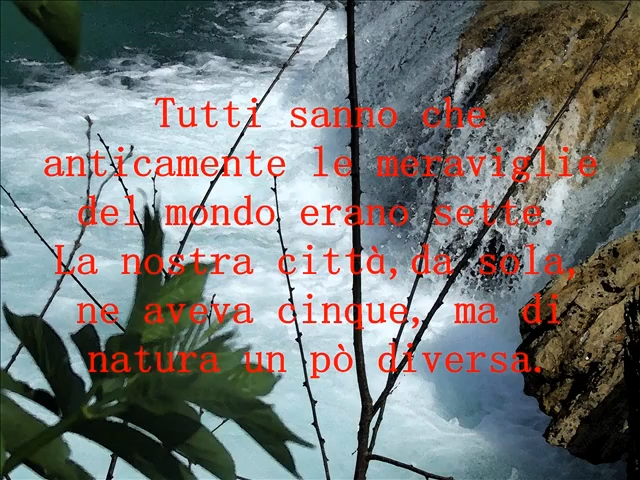 Tutti sanno che
anticamente le meraviglie
del mondo erano sette.
La nostra città,da sola,
ne aveva cinque, ma di
natura un pò diversa.